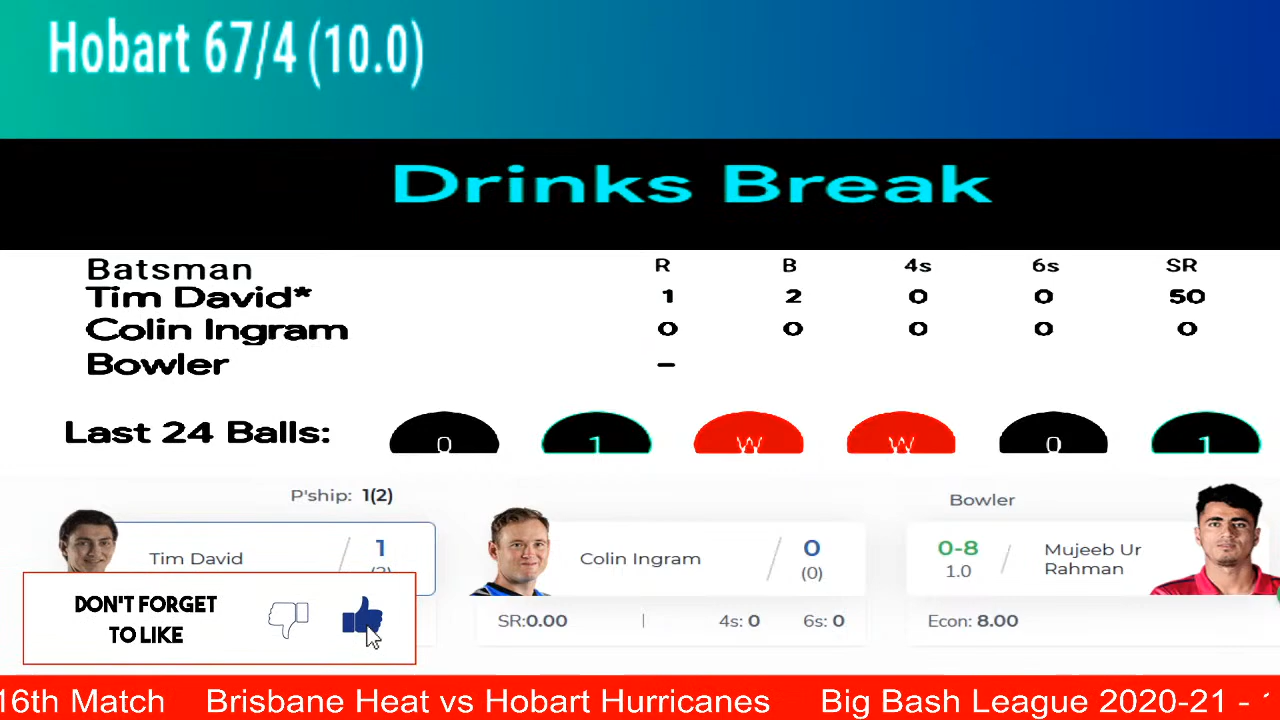 Hobart 67/4 (10.0)
Drinks Break
Batsman R B 4s 6s SR
Tim David* 1 2 0 0 50
Colin Ingram 0 0 0 0 0
Bowler –
Last 24 Balls: 0 1 W W 0 1
P'ship: 1(2) Bowler
Tim David 1 Colin Ingram 0 (0) 0-8 1.0 Mujeeb Ur Rahman
DON'T FORGET
TO LIKE
SR:0.00 4s: 0 6s: 0 Econ: 8.00
16th Match Brisbane Heat vs Hobart Hurricanes Big Bash League 2020-21 -